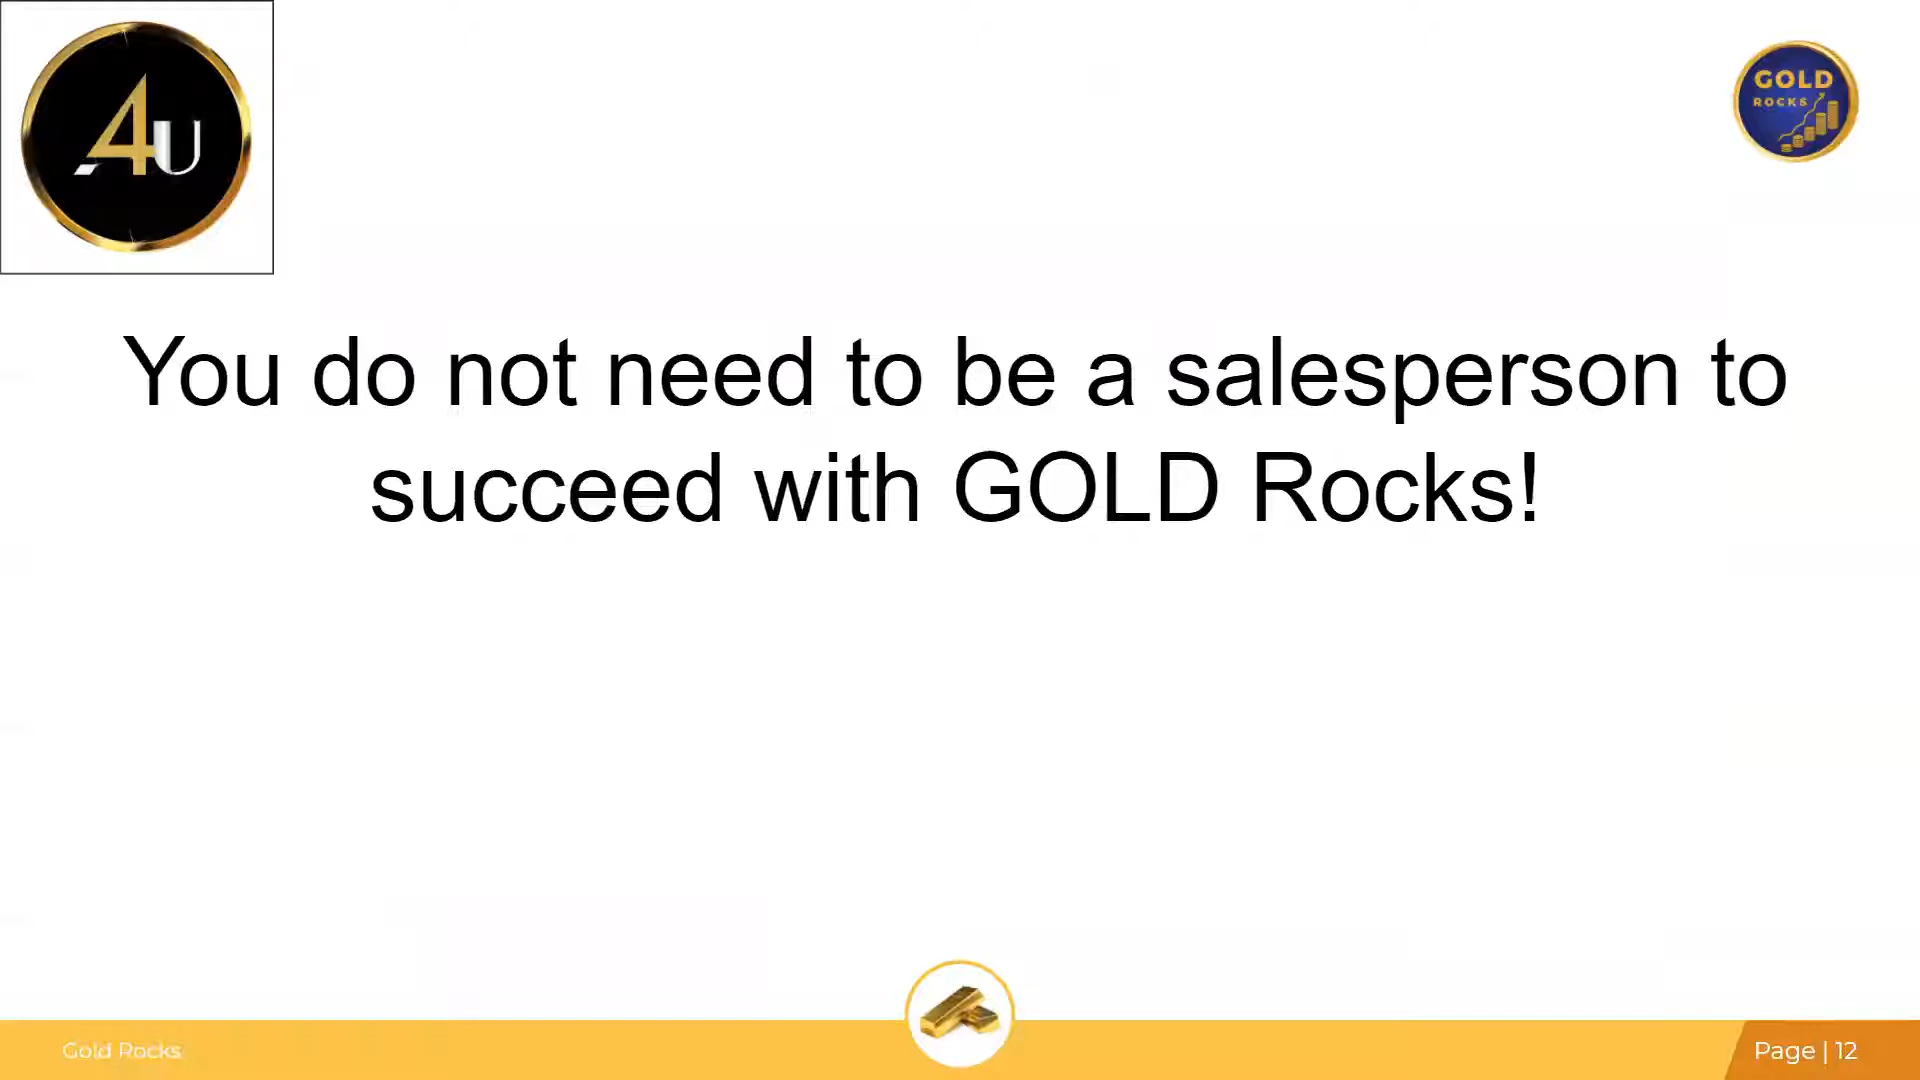 4U
GOLD
ROCKS
You do not need to be a salesperson to
succeed with GOLD Rocks!
Gold Rocks
Page | 12